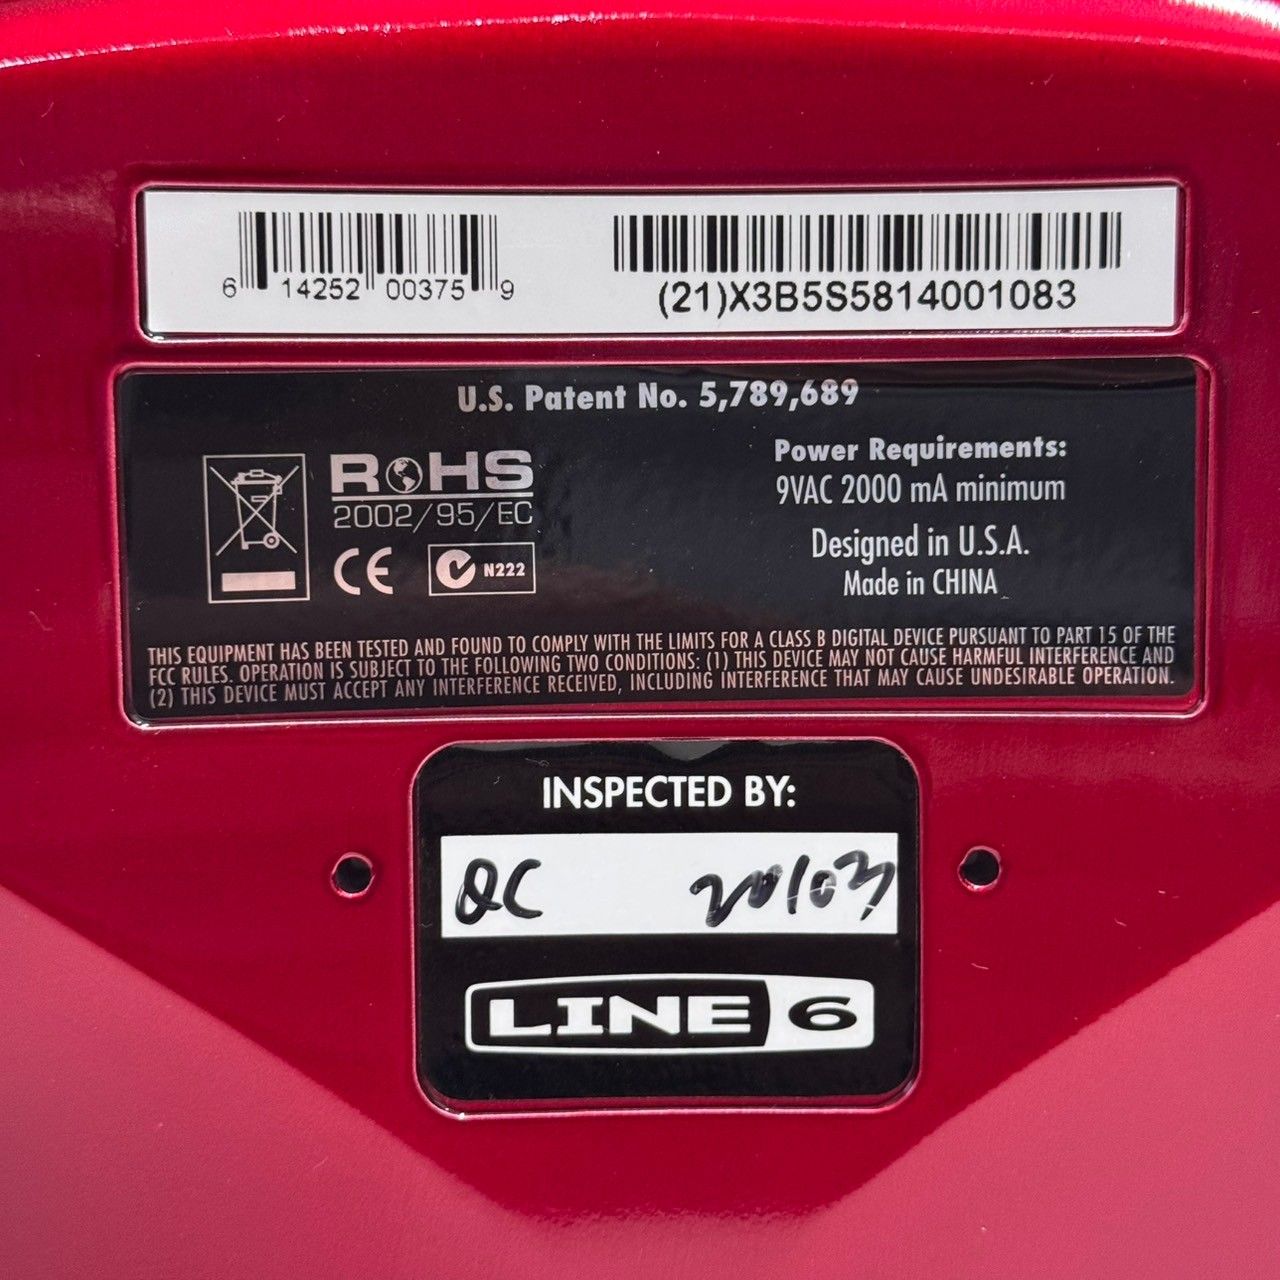 6 14252 00375 9
(21)X3B5S5814001083
U.S. Patent No. 5,789,689
RoHS
2002/95/EC
CE
N222
Power Requirements:
9VAC 2000 mA minimum
Designed in U.S.A.
Made in CHINA
THIS EQUIPMENT HAS BEEN TESTED AND FOUND TO COMPLY WITH THE LIMITS FOR A CLASS B DIGITAL DEVICE PURSUANT TO PART 15 OF THE
FCC RULES. OPERATION IS SUBJECT TO THE FOLLOWING TWO CONDITIONS: (1) THIS DEVICE MAY NOT CAUSE HARMFUL INTERFERENCE AND
(2) THIS DEVICE MUST ACCEPT ANY INTERFERENCE RECEIVED, INCLUDING INTERFERENCE THAT MAY CAUSE UNDESIRABLE OPERATION.
INSPECTED BY:
QC
LINE 6